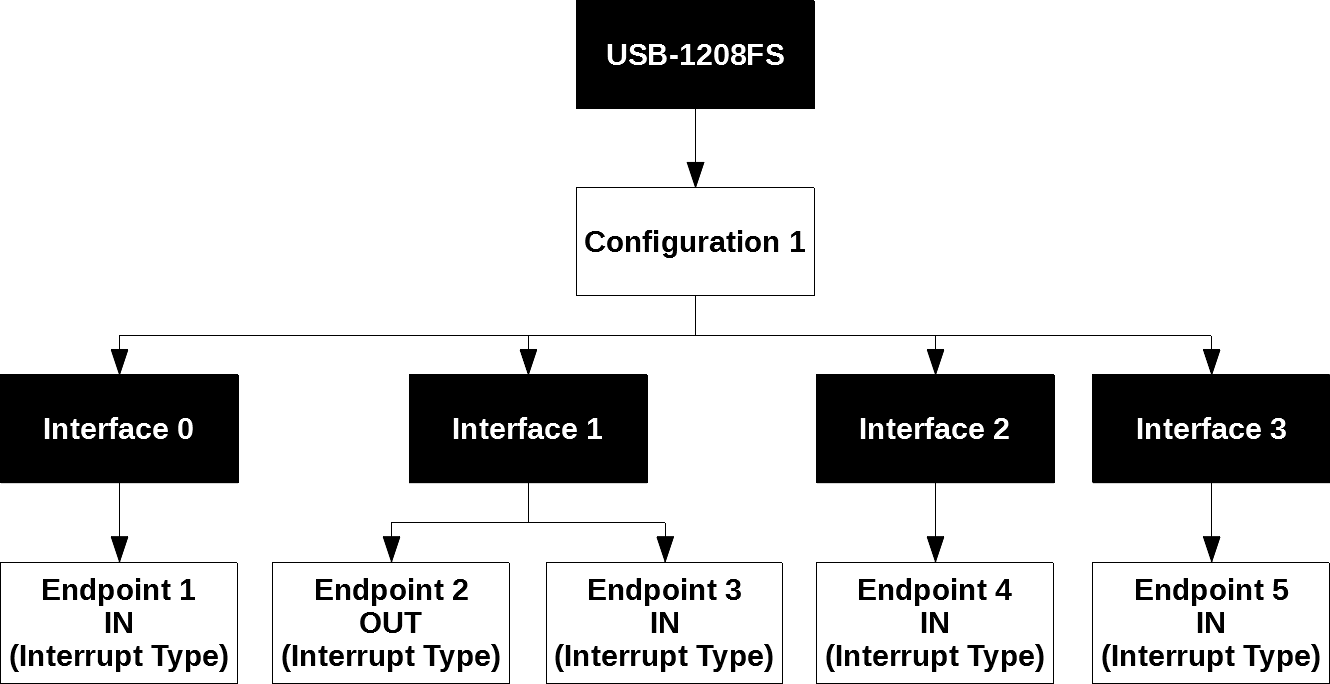 USB-1208FS
Configuration 1
Interface 0
Interface 1
Interface 2
Interface 3
Endpoint 1
IN
(Interrupt Type)
Endpoint 2
OUT
(Interrupt Type)
Endpoint 3
IN
(Interrupt Type)
Endpoint 4
IN
(Interrupt Type)
Endpoint 5
IN
(Interrupt Type)